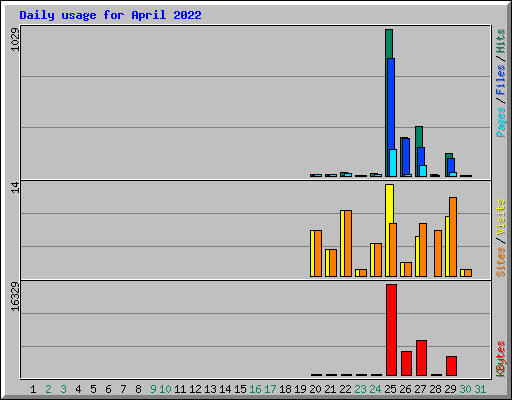 Daily usage for April 2022
1029
Pages / Files / Hits
14
Sites / Visits
16329
KBytes
1 2 3 4 5 6 7 8 9 10 11 12 13 14 15 16 17 18 19 20 21 22 23 24 25 26 27 28 29 30 31